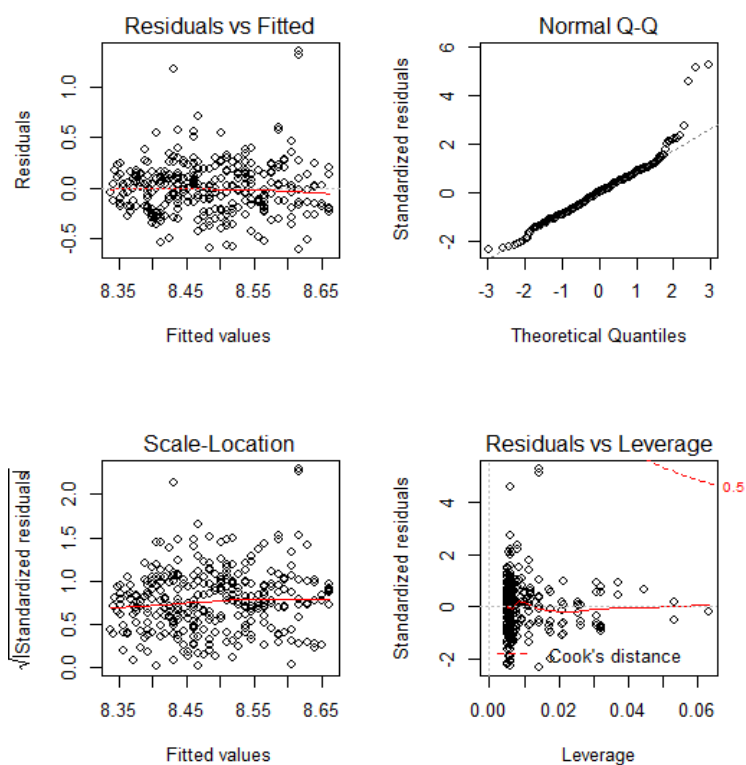 Residuals vs Fitted
Residuals
-0.5 0.0 0.5 1.0
8.35 8.45 8.55 8.65
Fitted values
Normal Q-Q
Standardized residuals
-2 0 2 4 6
-3 -2 -1 0 1 2 3
Theoretical Quantiles
Scale-Location
√|Standardized residuals|
0.0 0.5 1.0 1.5 2.0
8.35 8.45 8.55 8.65
Fitted values
Residuals vs Leverage
Standardized residuals
-2 0 2 4
0.5
Cook's distance
0.00 0.02 0.04 0.06
Leverage